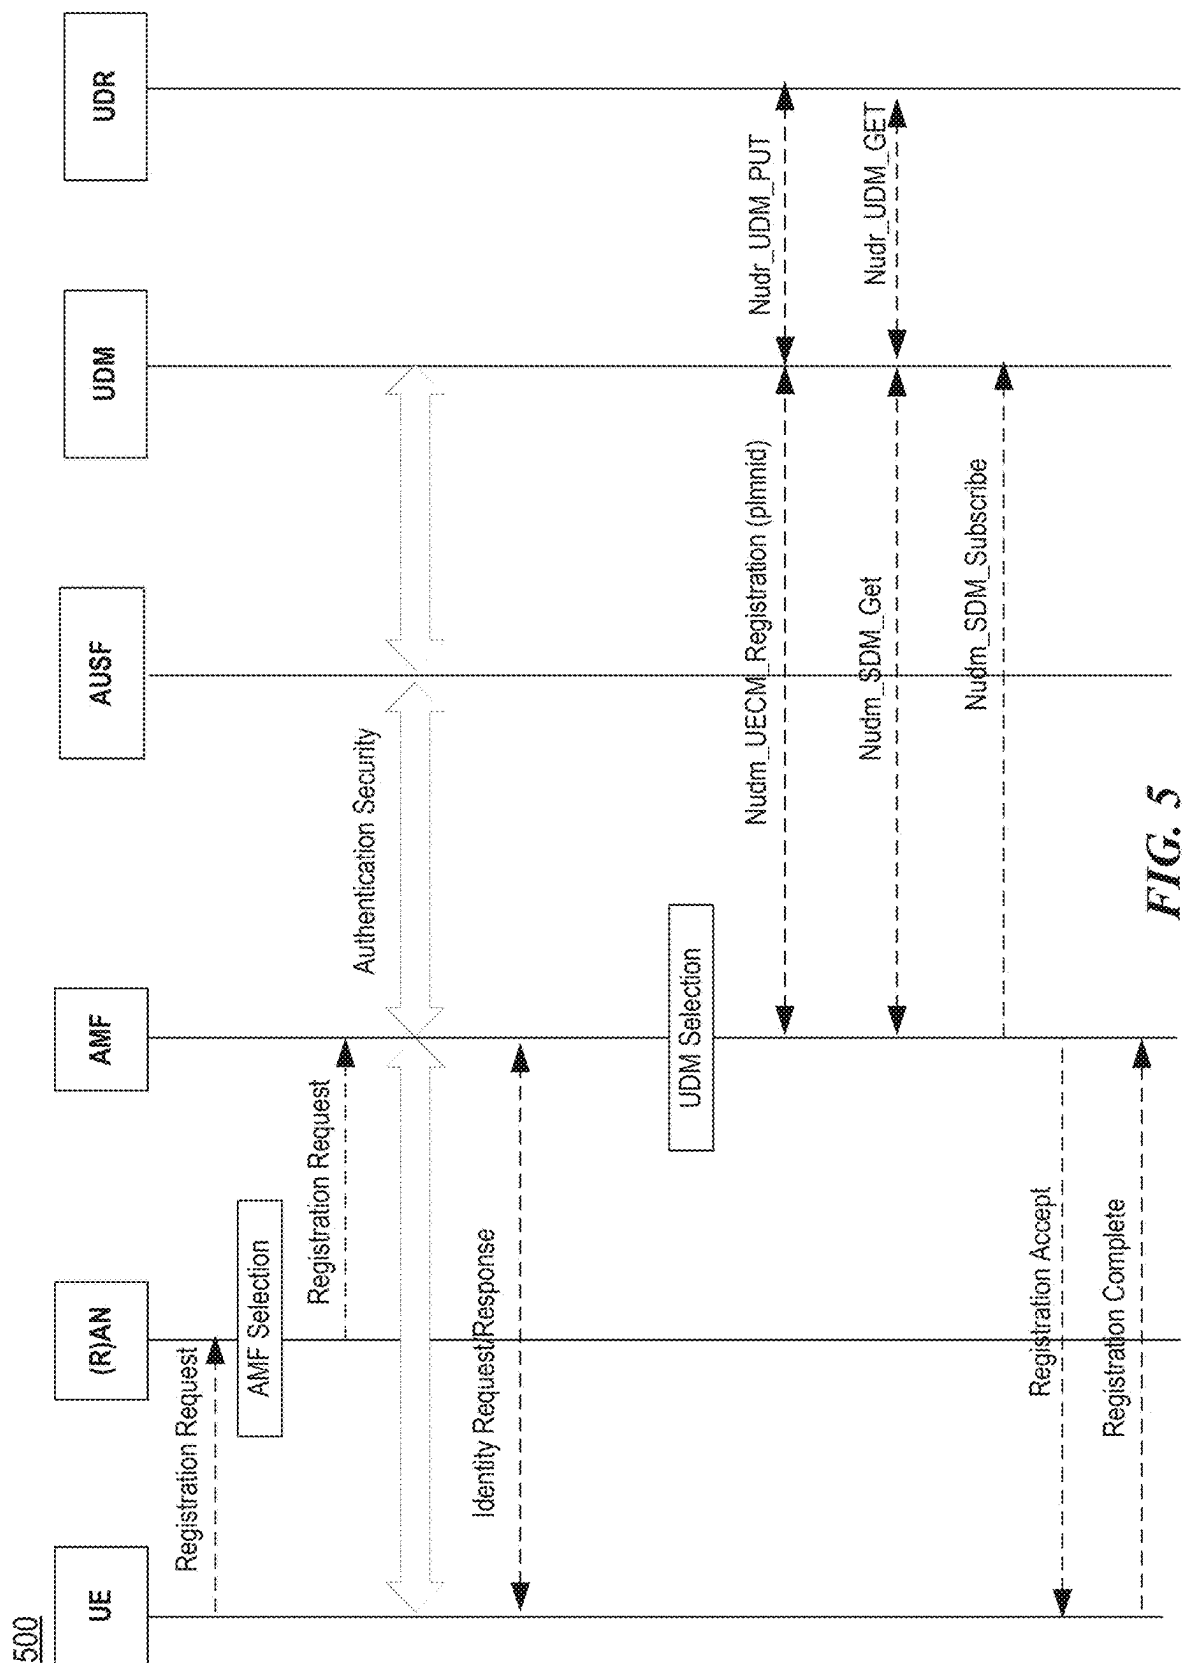 500
UE
(R)AN
AMF
AUSF
UDM
UDR
Registration Request
AMF Selection
Registration Request
Authentication Security
Identity Request/Response
UDM Selection
Nudm_UECM_Registration (plmnid)
Nudr_UDM_PUT
Nudm_SDM_Get
Nudr_UDM_GET
Nudm_SDM_Subscribe
Registration Accept
Registration Complete
FIG. 5